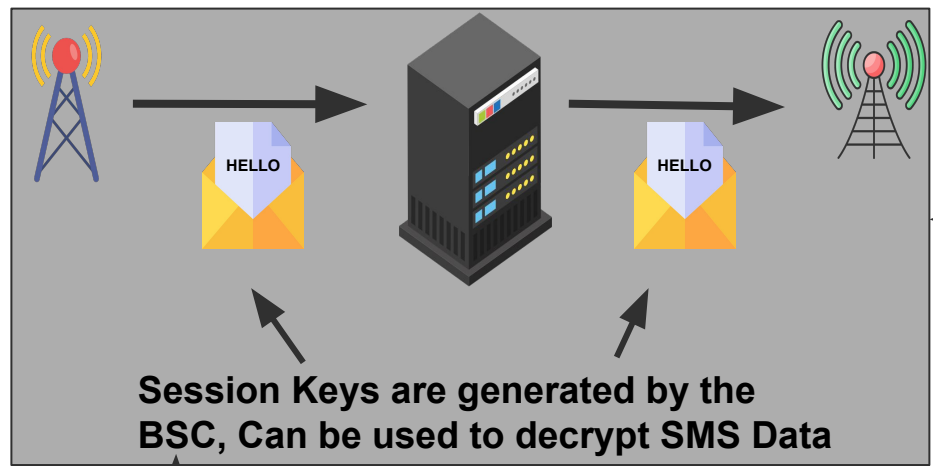 HELLO
HELLO
Session Keys are generated by the
BSC, Can be used to decrypt SMS Data